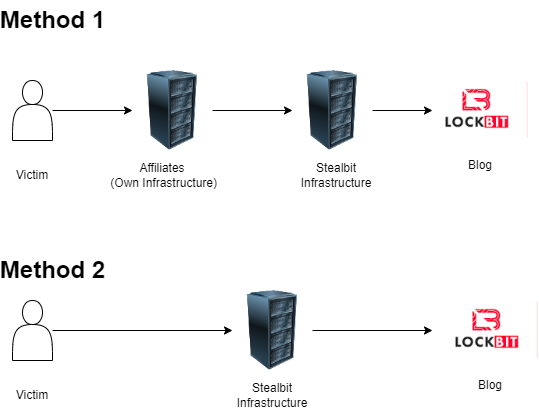 Method 1
LOCKBIT
Affiliates
(Own Infrastructure)
Stealbit
Infrastructure
Blog
Victim
Method 2
LOCKBIT
Stealbit
Infrastructure
Blog
Victim